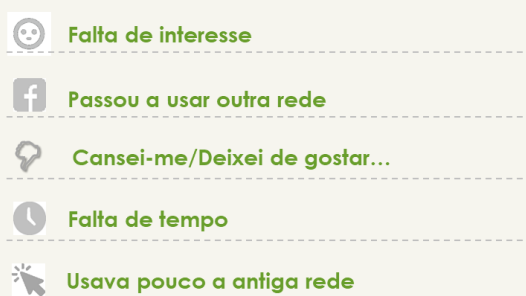 Falta de interesse
Passou a usar outra rede
Cansei-me/Deixei de gostar...
Falta de tempo
Usava pouco a antiga rede